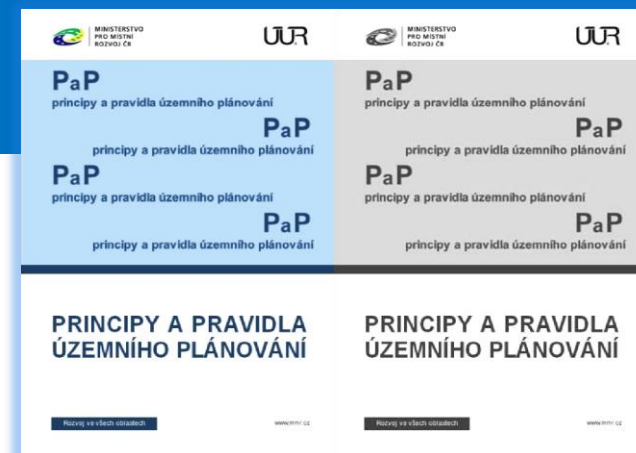 MINISTERSTVO
PRO MÍSTNÍ
ROZVOJ ČR
ÚÚR
PaP
principy a pravidla územního plánování
PaP
principy a pravidla územního plánování
PaP
principy a pravidla územního plánování
PaP
principy a pravidla územního plánování
PRINCIPY A PRAVIDLA
ÚZEMNÍHO PLÁNOVÁNÍ
Rozvoj ve všech oblastech
www.mmr.cz
MINISTERSTVO
PRO MÍSTNÍ
ROZVOJ ČR
ÚÚR
PaP
principy a pravidla územního plánování
PaP
principy a pravidla územního plánování
PaP
principy a pravidla územního plánování
PaP
principy a pravidla územního plánování
PRINCIPY A PRAVIDLA
ÚZEMNÍHO PLÁNOVÁNÍ
Rozvoj ve všech oblastech
www.mmr.cz